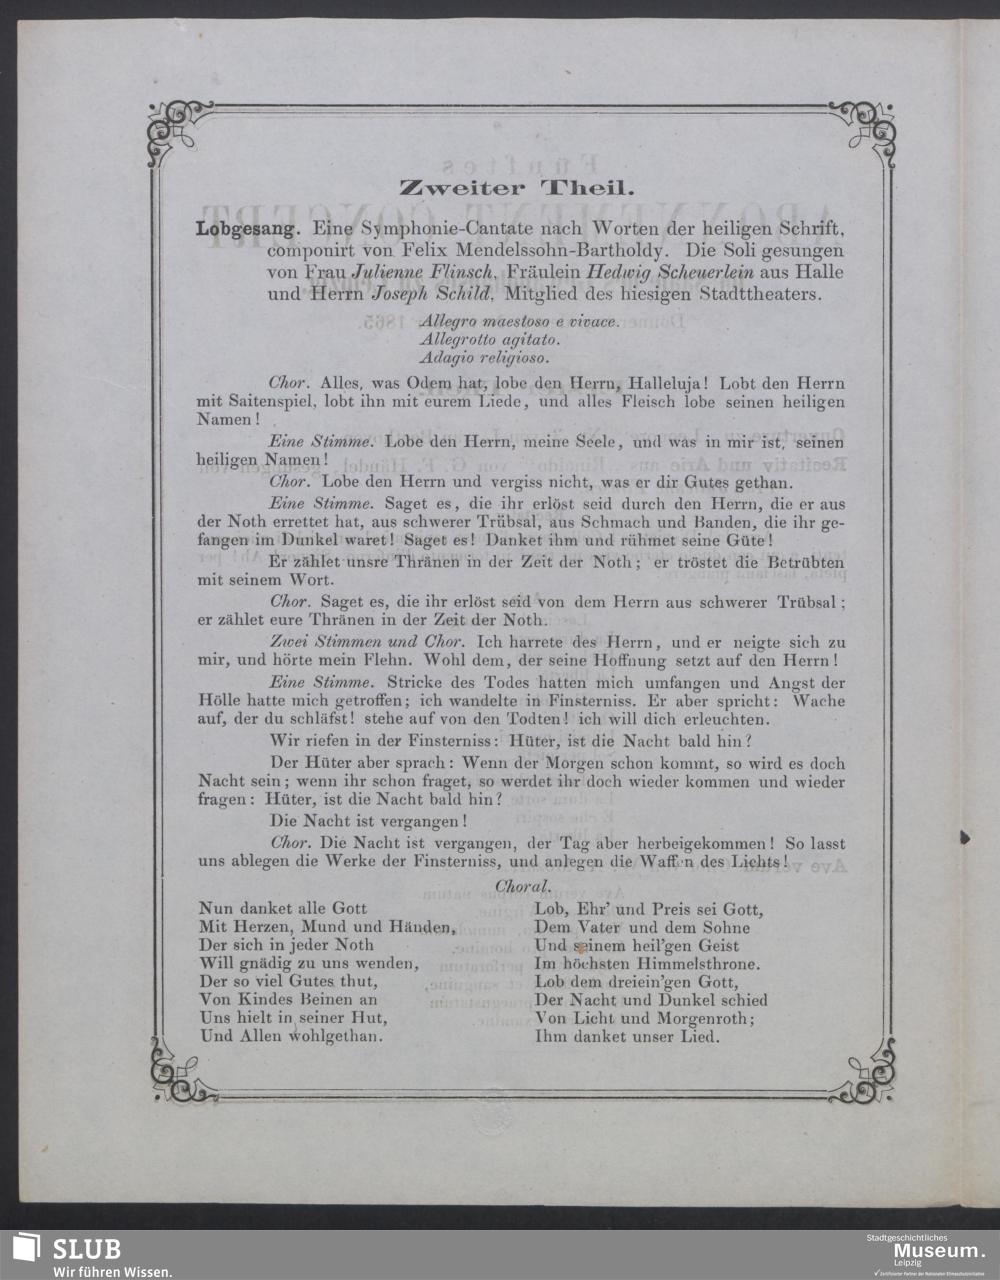 Zweiter Theil.
Lobgesang. Eine Symphonie-Cantate nach Worten der heiligen Schrift,
componirt von Felix Mendelssohn-Bartholdy. Die Soli gesungen
von Frau Julienne Flinsch, Fräulein Hedwig Scheuerlein aus Halle
und Herrn Joseph Schild, Mitglied des hiesigen Stadttheaters.
Allegro maestoso e vivace.
Allegrotto agitato.
Adagio religioso.
Chor. Alles, was Odem hat, lobe den Herrn, Halleluja! Lobt den Herrn
mit Saitenspiel, lobt ihn mit eurem Liede, und alles Fleisch lobe seinen heiligen
Namen!
Eine Stimme. Lobe den Herrn, meine Seele, und was in mir ist, seinen
heiligen Namen!
Chor. Lobe den Herrn und vergiss nicht, was er dir Gutes gethan.
Eine Stimme. Saget es, die ihr erlöst seid durch den Herrn, die er aus
der Noth errettet hat, aus schwerer Trübsal, aus Schmach und Banden, die ihr ge-
fangen im Dunkel waret! Saget es! Danket ihm und rühmet seine Güte!
Er zählet unsre Thränen in der Zeit der Noth; er tröstet die Betrübten
mit seinem Wort.
Chor. Saget es, die ihr erlöst seid von dem Herrn aus schwerer Trübsal;
er zählet eure Thränen in der Zeit der Noth.
Zwei Stimmen und Chor. Ich harrete des Herrn, und er neigte sich zu
mir, und hörte mein Flehn. Wohl dem, der seine Hoffnung setzt auf den Herrn!
Eine Stimme. Stricke des Todes hatten mich umfangen und Angst der
Hölle hatte mich getroffen; ich wandelte in Finsterniss. Er aber spricht: Wache
auf, der du schläfst! stehe auf von den Todten! ich will dich erleuchten.
Wir riefen in der Finsterniss: Hüter, ist die Nacht bald hin?
Der Hüter aber sprach: Wenn der Morgen schon kommt, so wird es doch
Nacht sein; wenn ihr schon fraget, so werdet ihr doch wieder kommen und wieder
fragen: Hüter, ist die Nacht bald hin?
Die Nacht ist vergangen!
Chor. Die Nacht ist vergangen, der Tag aber herbeigekommen! So lasst
uns ablegen die Werke der Finsterniss, und anlegen die Waffen des Lichts!
Choral.
Nun danket alle Gott
Mit Herzen, Mund und Händen,
Der sich in jeder Noth
Will gnädig zu uns wenden,
Der so viel Gutes thut,
Von Kindes Beinen an
Uns hielt in seiner Hut,
Und Allen wohlgethan.
Lob, Ehr' und Preis sei Gott,
Dem Vater und dem Sohne
Und seinem heil'gen Geist
Im höchsten Himmelsthrone.
Lob dem dreiein'gen Gott,
Der Nacht und Dunkel schied
Von Licht und Morgenroth;
Ihm danket unser Lied.
SLUB
Wir führen Wissen.
Stadtgeschichtliches
Museum.
Leipzig